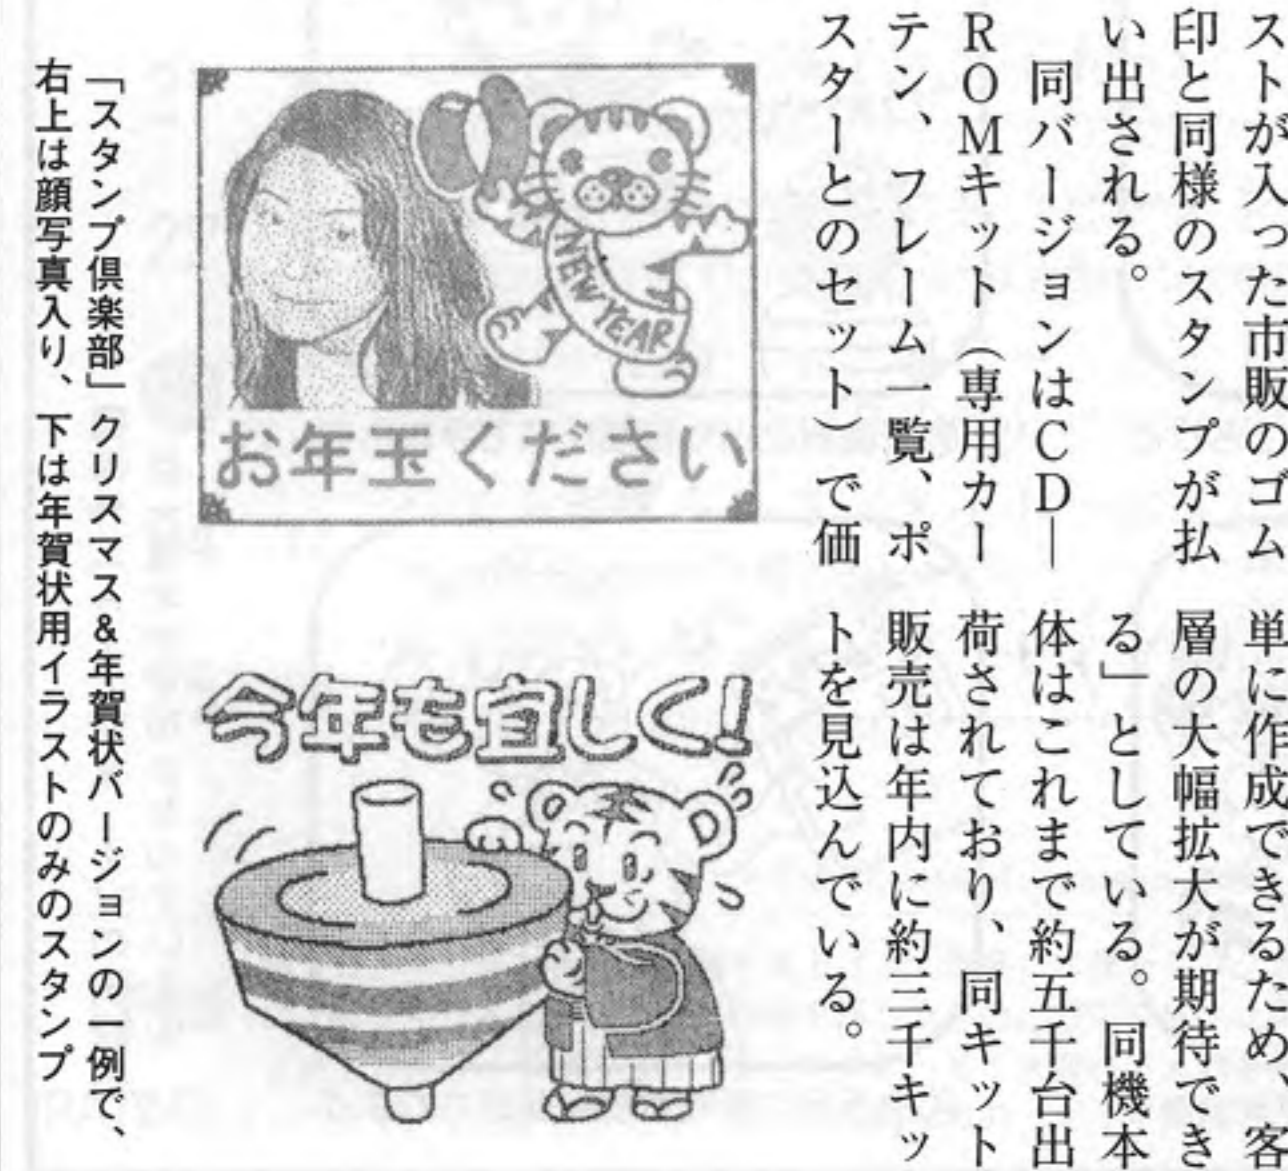 ストが入った市販のゴム
印と同様のスタンプが払
い出される。
同バージョンはCD―
ROMキット（専用カー
テン、フレーム一覧、ポ
スターとのセット）で価
単に作成できるため、客
層の大幅拡大が期待でき
る」としている。同機本
体はこれまで約五千台出
荷されており、同キット
販売は年内に約三千キッ
トを見込んでいる。
NEW YEAR
お年玉ください
今年も宜しく!
「スタンプ倶楽部」クリスマス&年賀状バージョンの一例で、
右上は顔写真入り、下は年賀状用イラストのみのスタンプ